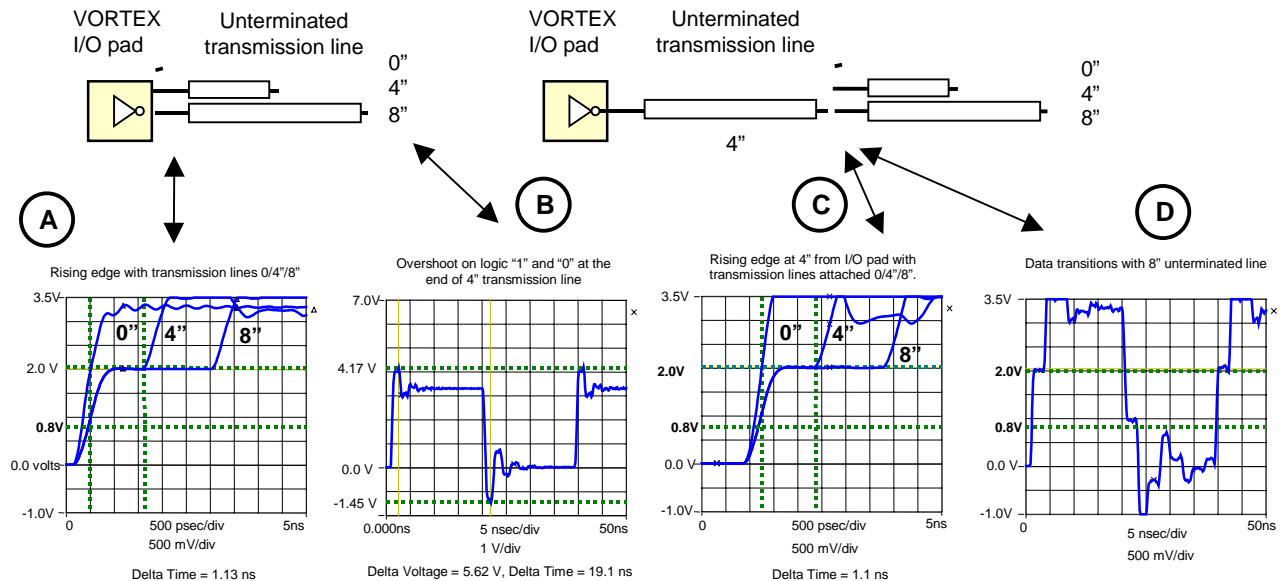 VORTEX
I/O pad
Unterminated
transmission line
0”
4”
8”
VORTEX
I/O pad
Unterminated
transmission line
4”
0”
4”
8”
A
B
C
D
Rising edge with transmission lines 0/4”/8”
3.5V
2.0 V
0.8V
0.0 volts
-1.0V
0”
4”
8”
0
500 psec/div
5ns
500 mV/div
Delta Time = 1.13 ns
Overshoot on logic “1” and “0” at the
end of 4” transmission line
7.0V
4.17 V
0.0 V
-1.45 V
0.000ns
5 nsec/div
50ns
1 V/div
Delta Voltage = 5.62 V, Delta Time = 19.1 ns
Rising edge at 4” from I/O pad with
transmission lines attached 0/4”/8”.
3.5V
2.0V
0.8V
0.0 V
-1.0V
0”
4”
8”
0
500 psec/div
5ns
500 mV/div
Delta Time = 1.1 ns
Data transitions with 8” unterminated line
3.5V
2.0V
0.8V
0.0 V
-1.0V
0
5 nsec/div
50ns
500 mV/div